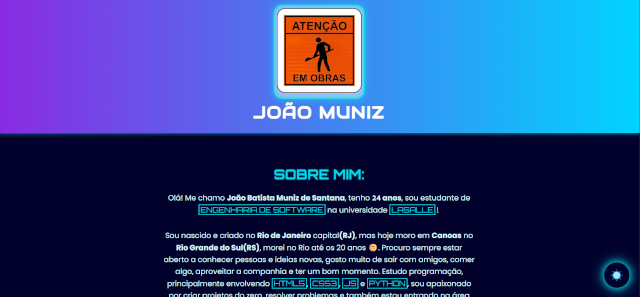 ATENÇÃO
EM OBRAS
JOÃO MUNIZ
SOBRE MIM:
Olá! Me chamo João Batista Muniz de Santana, tenho 24 anos, sou estudante de
ENGENHARIA DE SOFTWARE na universidade LASALLE !
Sou nascido e criado no Rio de Janeiro capital(RJ), mas hoje moro em Canoas no
Rio Grande do Sul(RS), morei no Rio até os 20 anos 😁. Procuro sempre estar
aberto a conhecer pessoas e ideias novas, gosto muito de sair com amigos, comer
algo, aproveitar a companhia e ter um bom momento. Estudo programação,
principalmente envolvendo HTML5, CSS3, JS e PYTHON, sou apaixonado
por criar projetos do zero, resolver problemas e também estou entrando na área